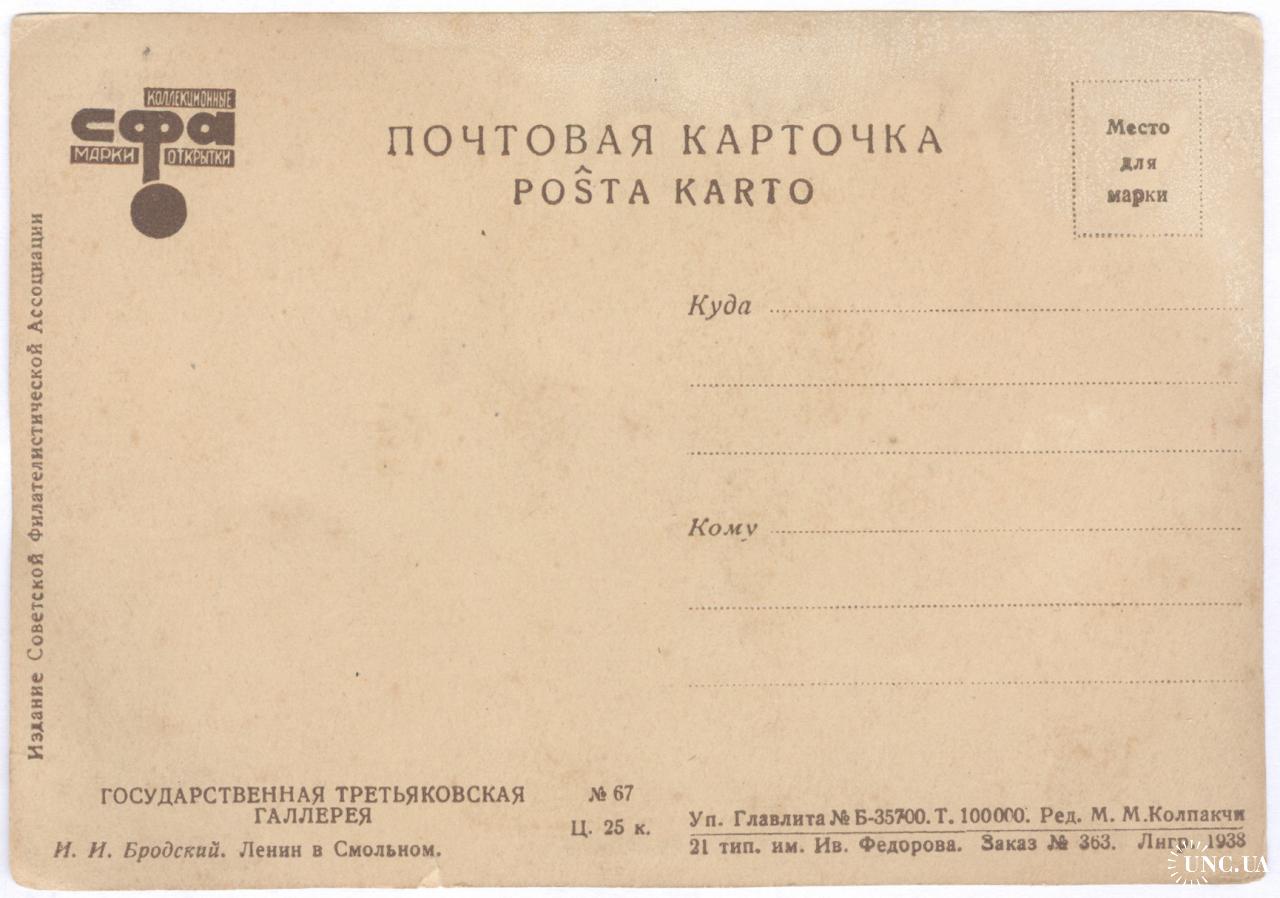 КОЛЛЕКЦИОННЫЕ
СФА
МАРКИ ОТКРЫТКИ
ПОЧТОВАЯ КАРТОЧКА
POŜTA KARTO
Место
для
марки
Издание Советской Филателистической Ассоциации
Куда
Кому
ГОСУДАРСТВЕННАЯ ТРЕТЬЯКОВСКАЯ
ГАЛЛЕРЕЯ
И. И. Бродский. Ленин в Смольном.
№ 67
Ц. 25 к.
Уп. Главлита № Б-35700. Т. 100000. Ред. М. М. Колпакчи
21 тип. им. Ив. Федорова. Заказ № 363. Лнгр. 1938
UNC.UA